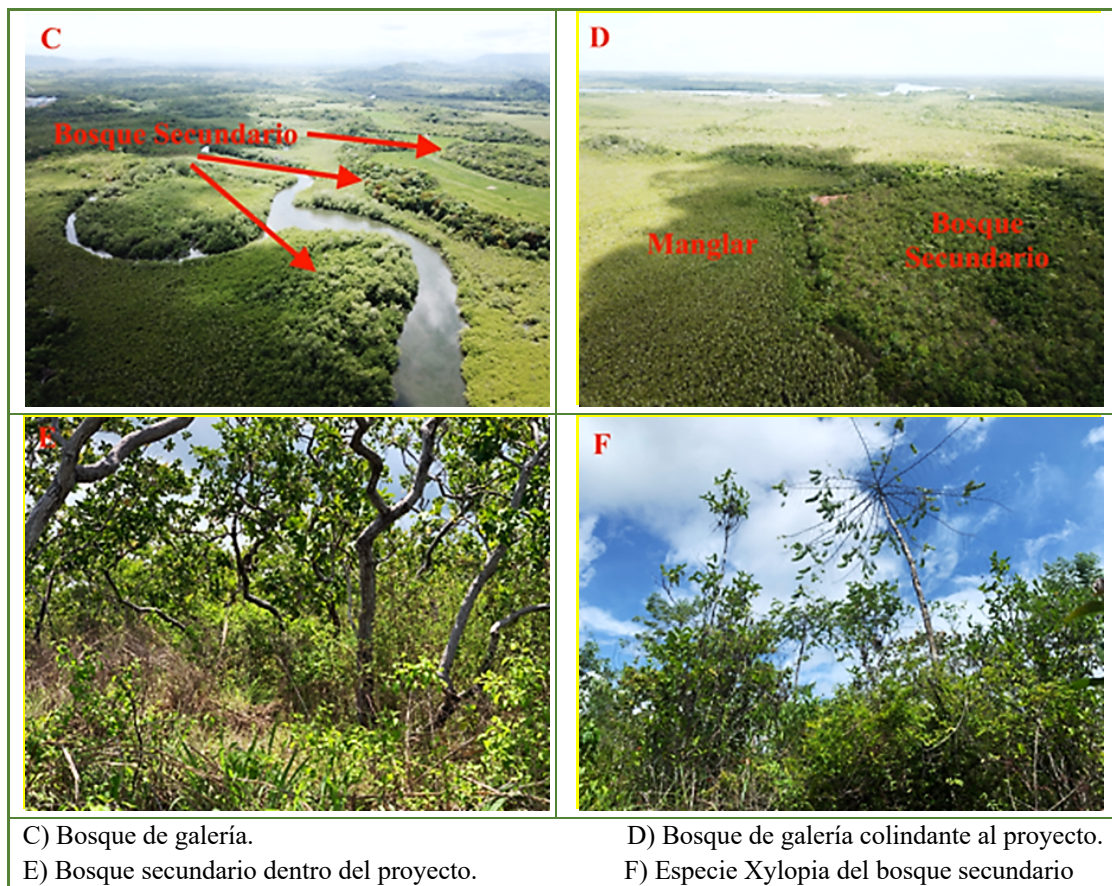 C
Bosque Secundario
D
Manglar
Bosque
Secundario
E
F
C) Bosque de galería.
D) Bosque de galería colindante al proyecto.
E) Bosque secundario dentro del proyecto.
F) Especie Xylopia del bosque secundario